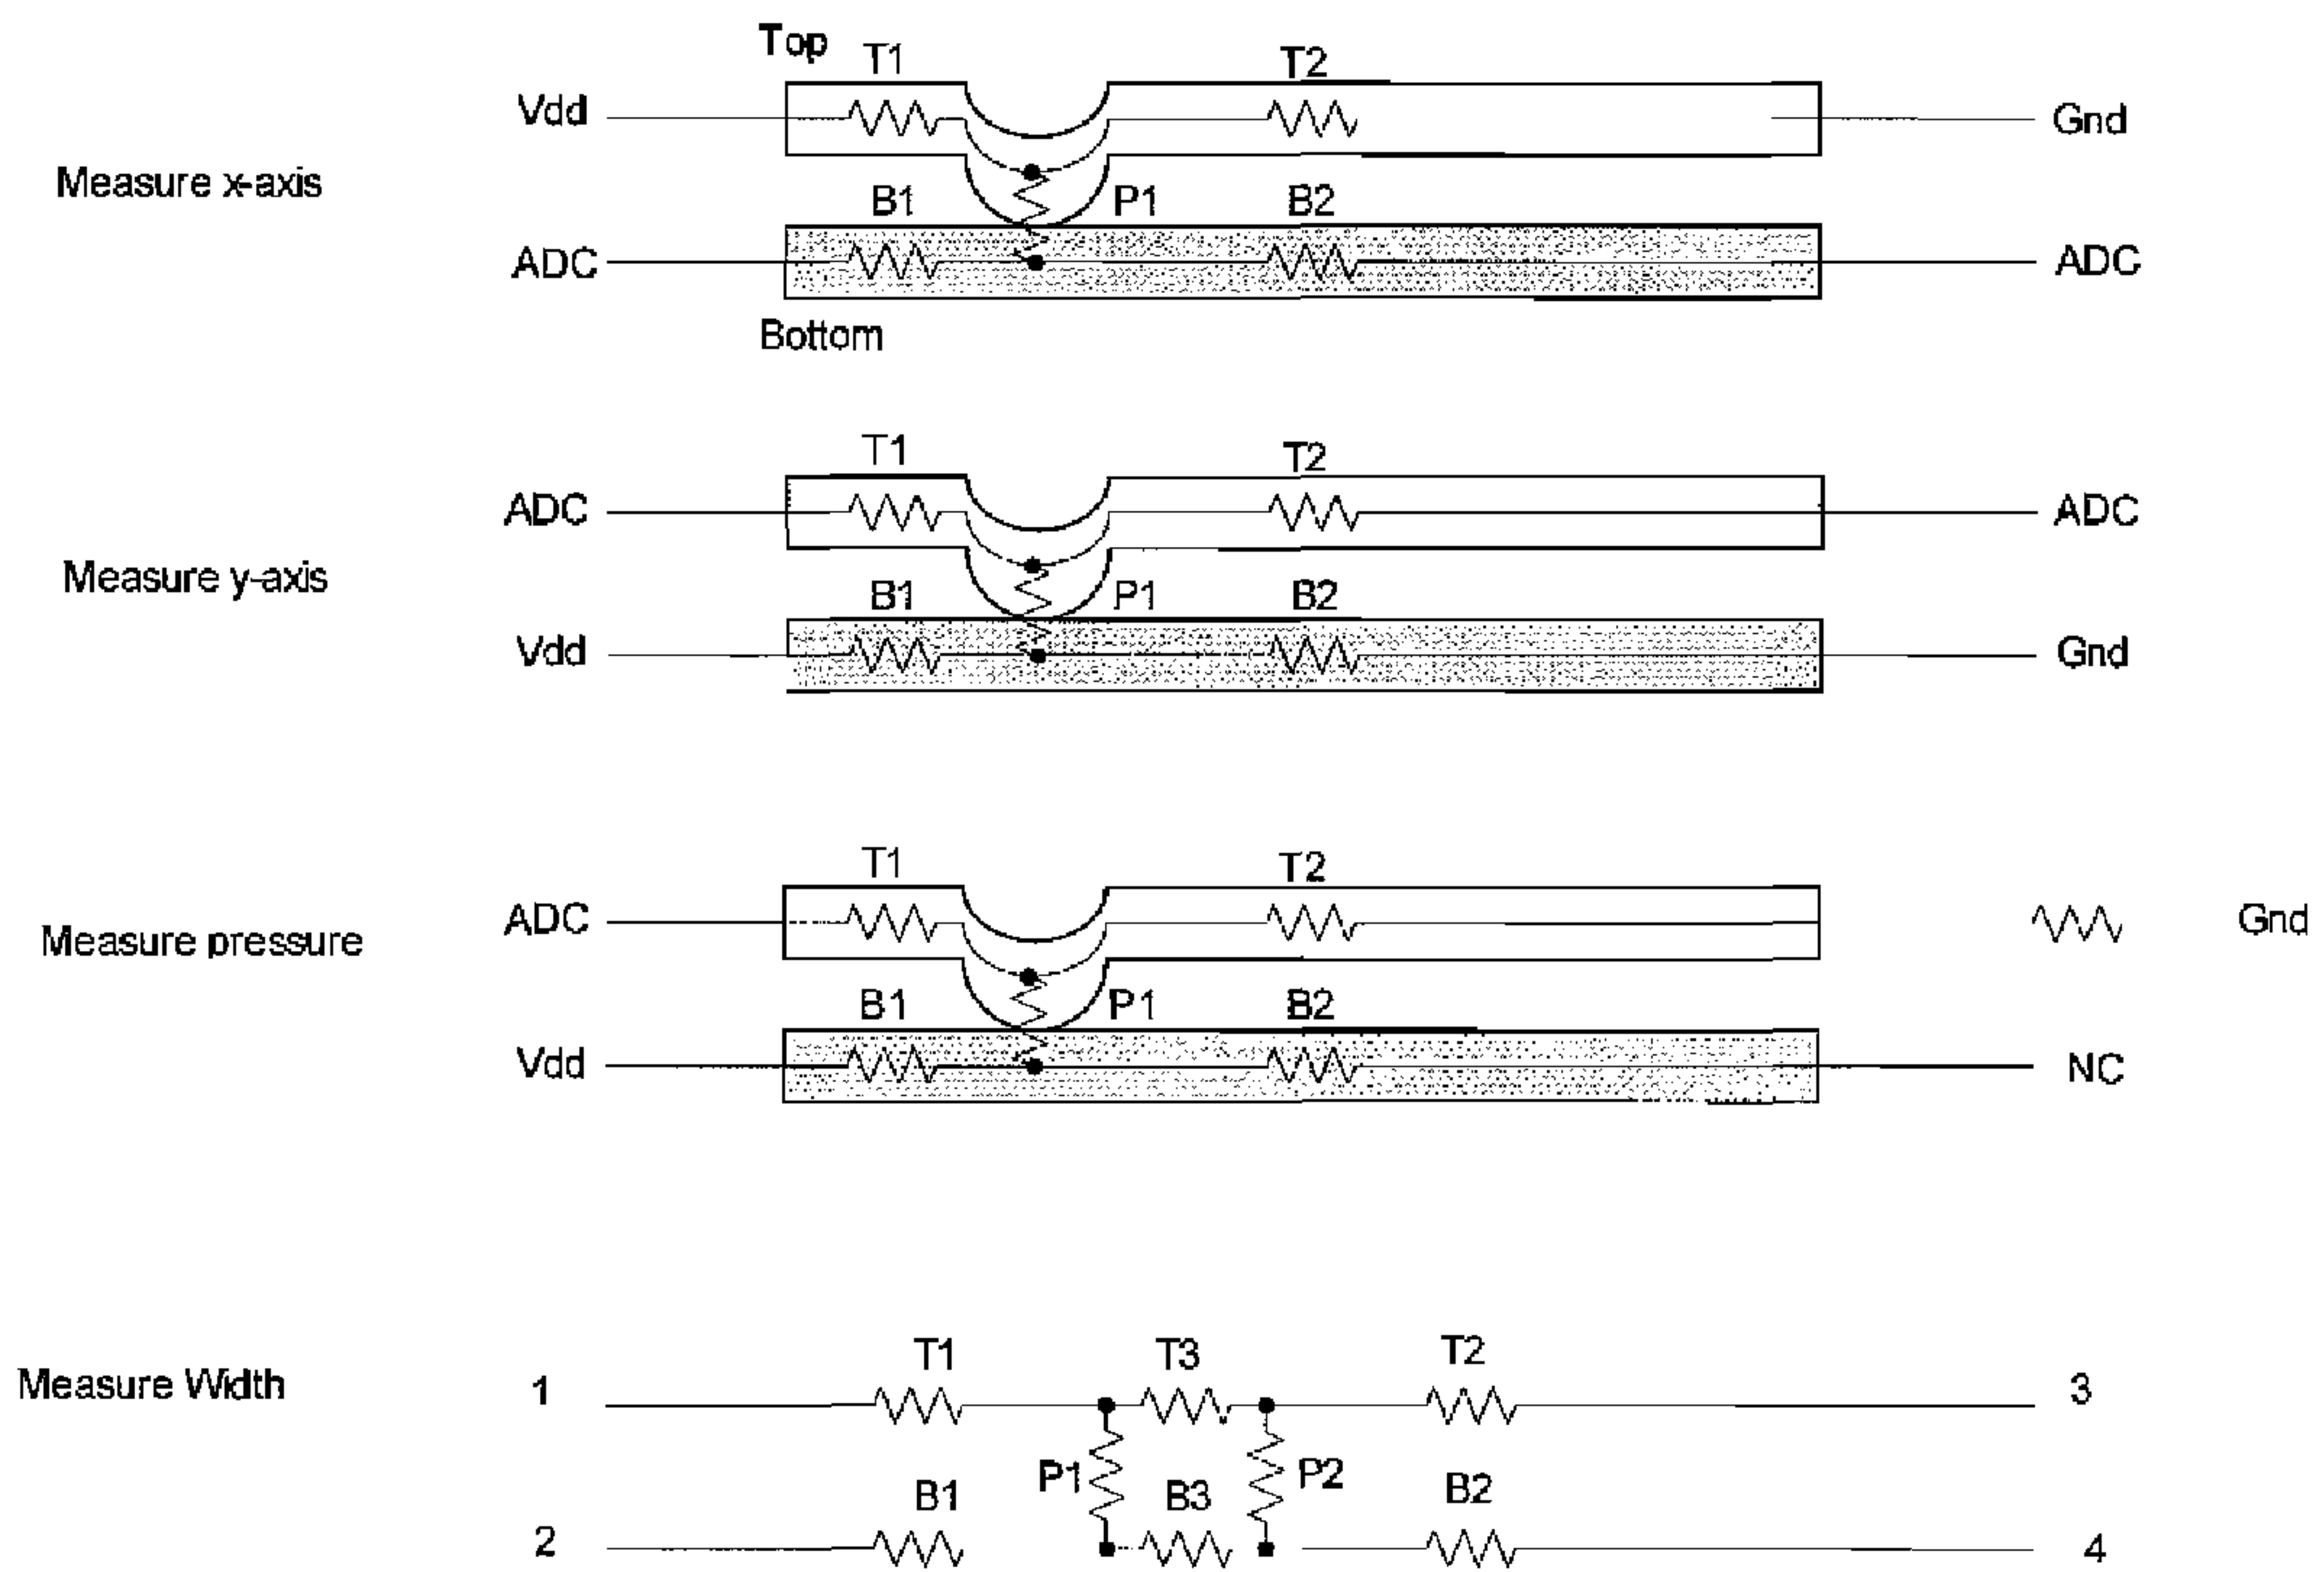 Top
T1 T2
Vdd Gnd
Measure x-axis
B1 P1 B2
ADC ADC
Bottom
T1 T2
ADC ADC
Measure y-axis
B1 P1 B2
Vdd Gnd
T1 T2
ADC Gnd
Measure pressure
B1 P1 B2
Vdd NC
T1 T3 T2
Measure Width 1 3
P1 P2
B1 B3 B2
2 4